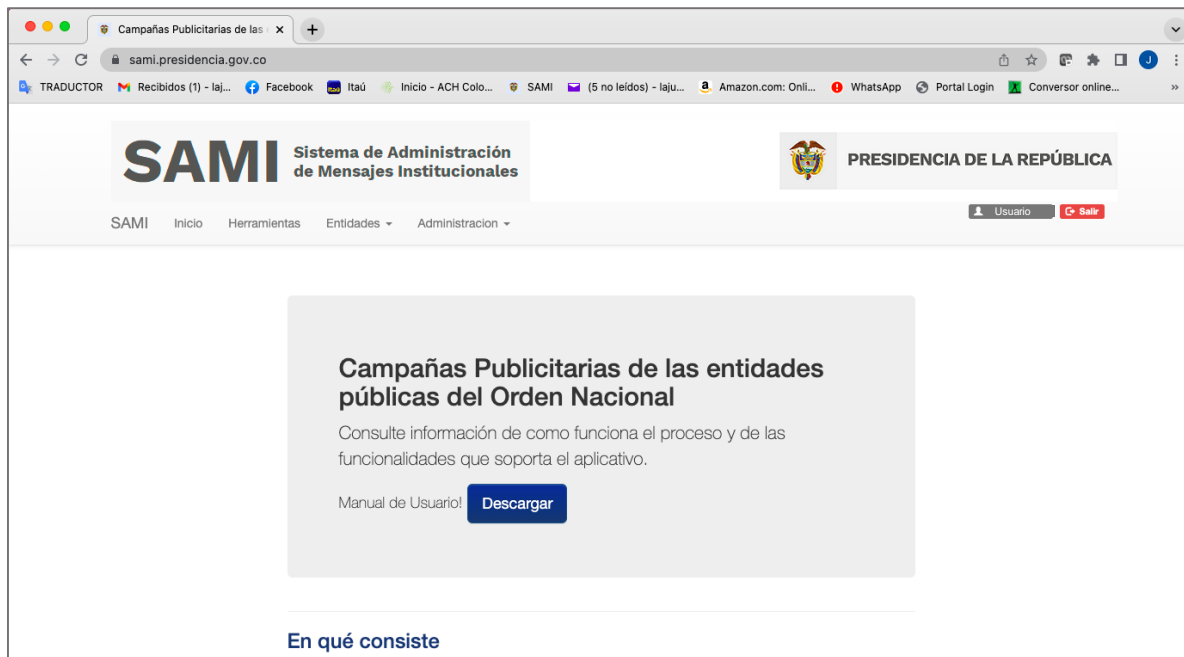 Campañas Publicitarias de las
sami.presidencia.gov.co
TRADUCTOR Recibidos (1) - laj... Facebook Itaú Inicio - ACH Colo... SAMI (5 no leídos) - laju... Amazon.com: Onli... WhatsApp Portal Login Conversor online... »
SAMI
Sistema de Administración
de Mensajes Institucionales
PRESIDENCIA DE LA REPÚBLICA
Usuario Salir
SAMI Inicio Herramientas Entidades Administracion
Campañas Publicitarias de las entidades
públicas del Orden Nacional
Consulte información de como funciona el proceso y de las
funcionalidades que soporta el aplicativo.
Manual de Usuario! Descargar
En qué consiste